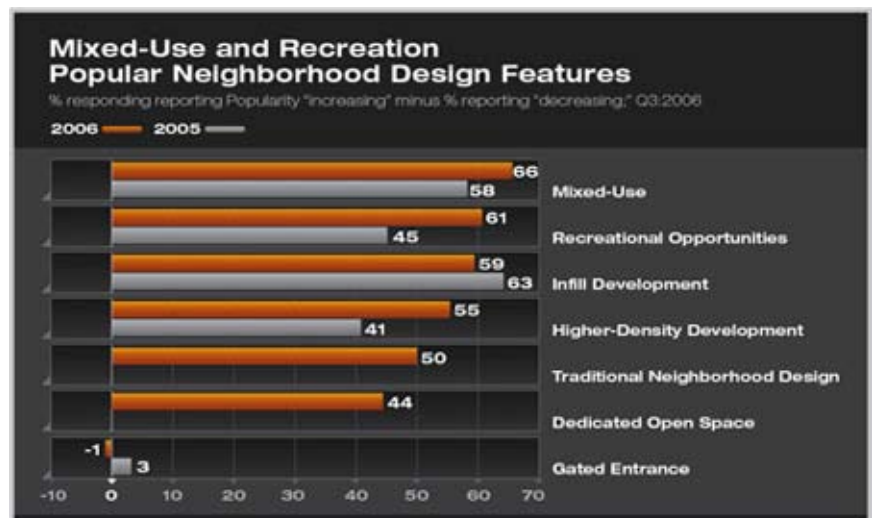 Mixed-Use and Recreation
Popular Neighborhood Design Features
% responding reporting Popularity "increasing" minus % reporting "decreasing;" Q3:2006
2006 2005
66
58 Mixed-Use
61
45 Recreational Opportunities
59
63 Infill Development
55
41 Higher-Density Development
50
Traditional Neighborhood Design
44
Dedicated Open Space
-1
3 Gated Entrance
-10 0 10 20 30 40 50 60 70